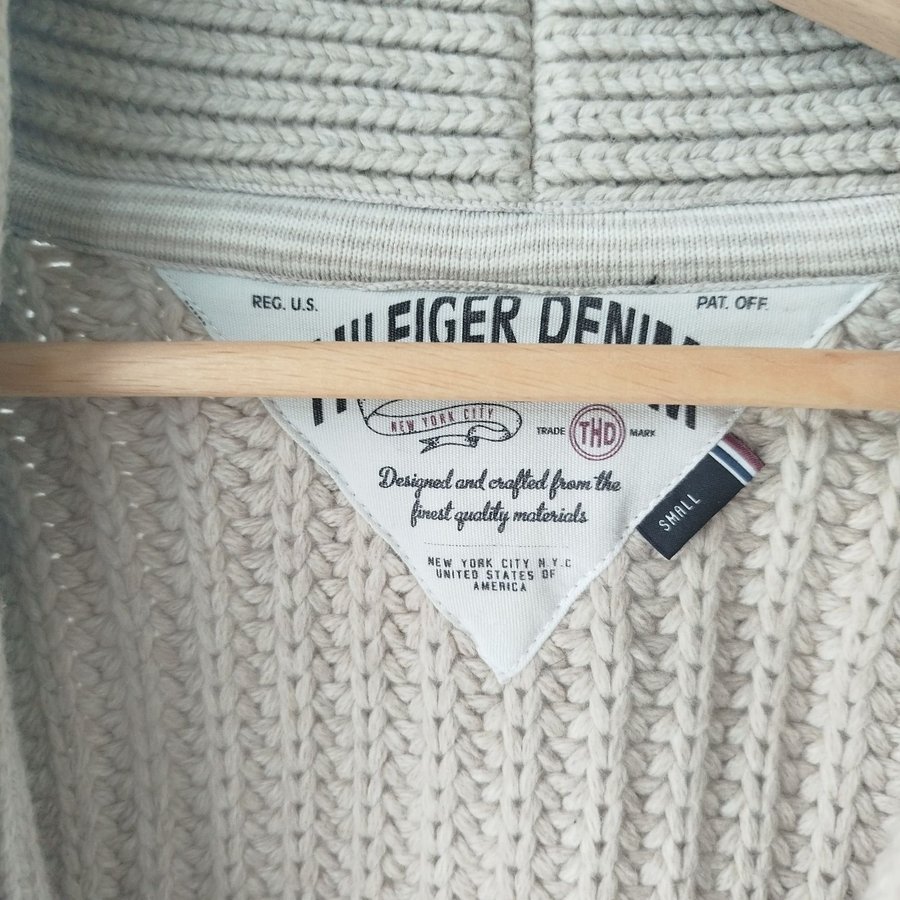 REG. U.S. PAT. OFF.
HILFIGER DENIM
NEW YORK CITY
TRADE THD MARK
Designed and crafted from the
finest quality materials
SMALL
NEW YORK CITY N.Y.C
UNITED STATES OF
AMERICA